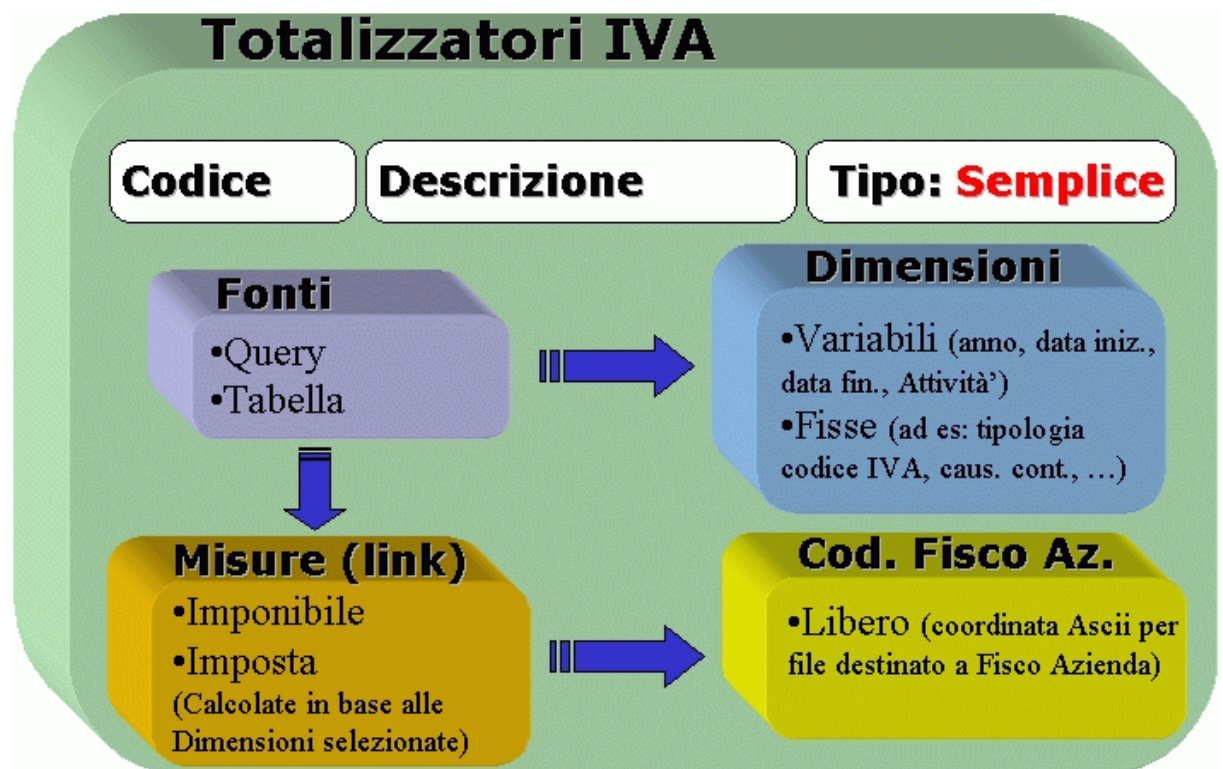 Totalizzatori IVA
Codice
Descrizione
Tipo: Semplice
Fonti
•Query
•Tabella
Dimensioni
•Variabili (anno, data iniz.,
data fin., Attività’)
•Fisse (ad es: tipologia
codice IVA, caus. cont., …)
Misure (link)
•Imponibile
•Imposta
(Calcolate in base alle
Dimensioni selezionate)
Cod. Fisco Az.
•Libero (coordinata Ascii per
file destinato a Fisco Azienda)